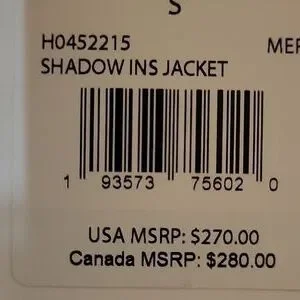 S
H0452215
SHADOW INS JACKET
1 93573 75602 0
USA MSRP: $270.00
Canada MSRP: $280.00